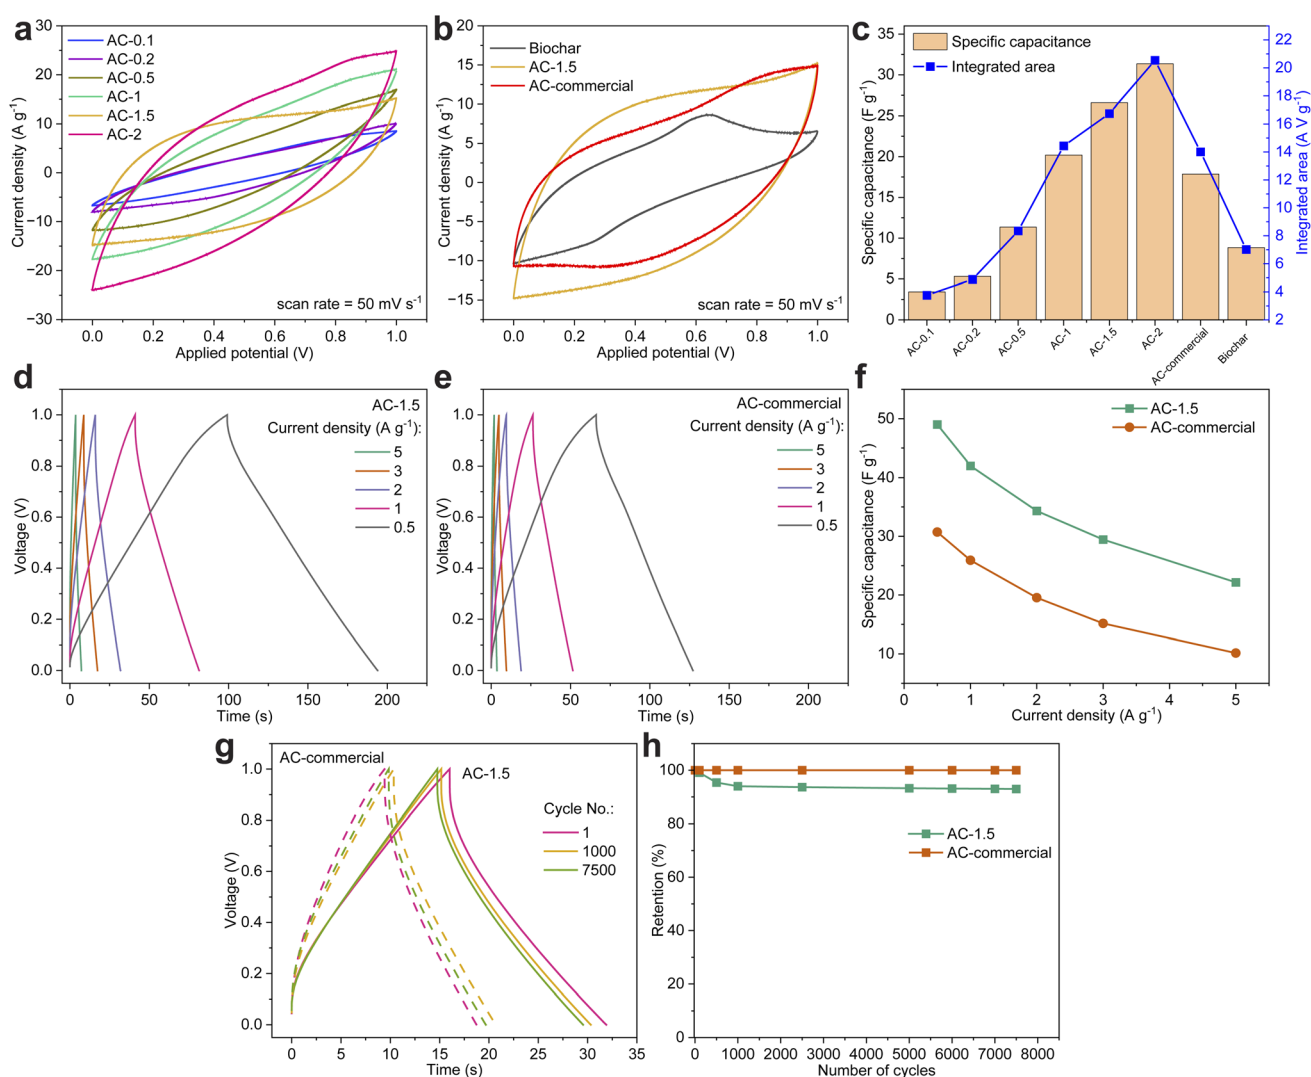 a
Current density (A g⁻¹)
30
20
10
0
−10
−20
−30
AC-0.1
AC-0.2
AC-0.5
AC-1
AC-1.5
AC-2
scan rate = 50 mV s⁻¹
0.0 0.2 0.4 0.6 0.8 1.0
Applied potential (V)
b
Current density (A g⁻¹)
20
15
10
5
0
−5
−10
−15
Biochar
AC-1.5
AC-commercial
scan rate = 50 mV s⁻¹
0.0 0.2 0.4 0.6 0.8 1.0
Applied potential (V)
c
Specific capacitance (F g⁻¹)
35
30
25
20
15
10
5
0
Specific capacitance
Integrated area
22
20
18
16
14
12
10
8
6
4
2
Integrated area (A V g⁻¹)
AC-0.1
AC-0.2
AC-0.5
AC-1
AC-1.5
AC-2
AC-commercial
Biochar
d
Voltage (V)
1.0
0.8
0.6
0.4
0.2
0.0
AC-1.5
Current density (A g⁻¹):
5
3
2
1
0.5
0 50 100 150 200
Time (s)
e
Voltage (V)
1.0
0.8
0.6
0.4
0.2
0.0
AC-commercial
Current density (A g⁻¹):
5
3
2
1
0.5
0 50 100 150 200
Time (s)
f
Specific capacitance (F g⁻¹)
50
40
30
20
10
AC-1.5
AC-commercial
0 1 2 3 4 5
Current density (A g⁻¹)
g
Voltage (V)
1.0
0.8
0.6
0.4
0.2
0.0
AC-commercial
AC-1.5
Cycle No.:
1
1000
7500
0 5 10 15 20 25 30 35
Time (s)
h
Retention (%)
100
80
60
40
20
0
AC-1.5
AC-commercial
0 1000 2000 3000 4000 5000 6000 7000 8000
Number of cycles